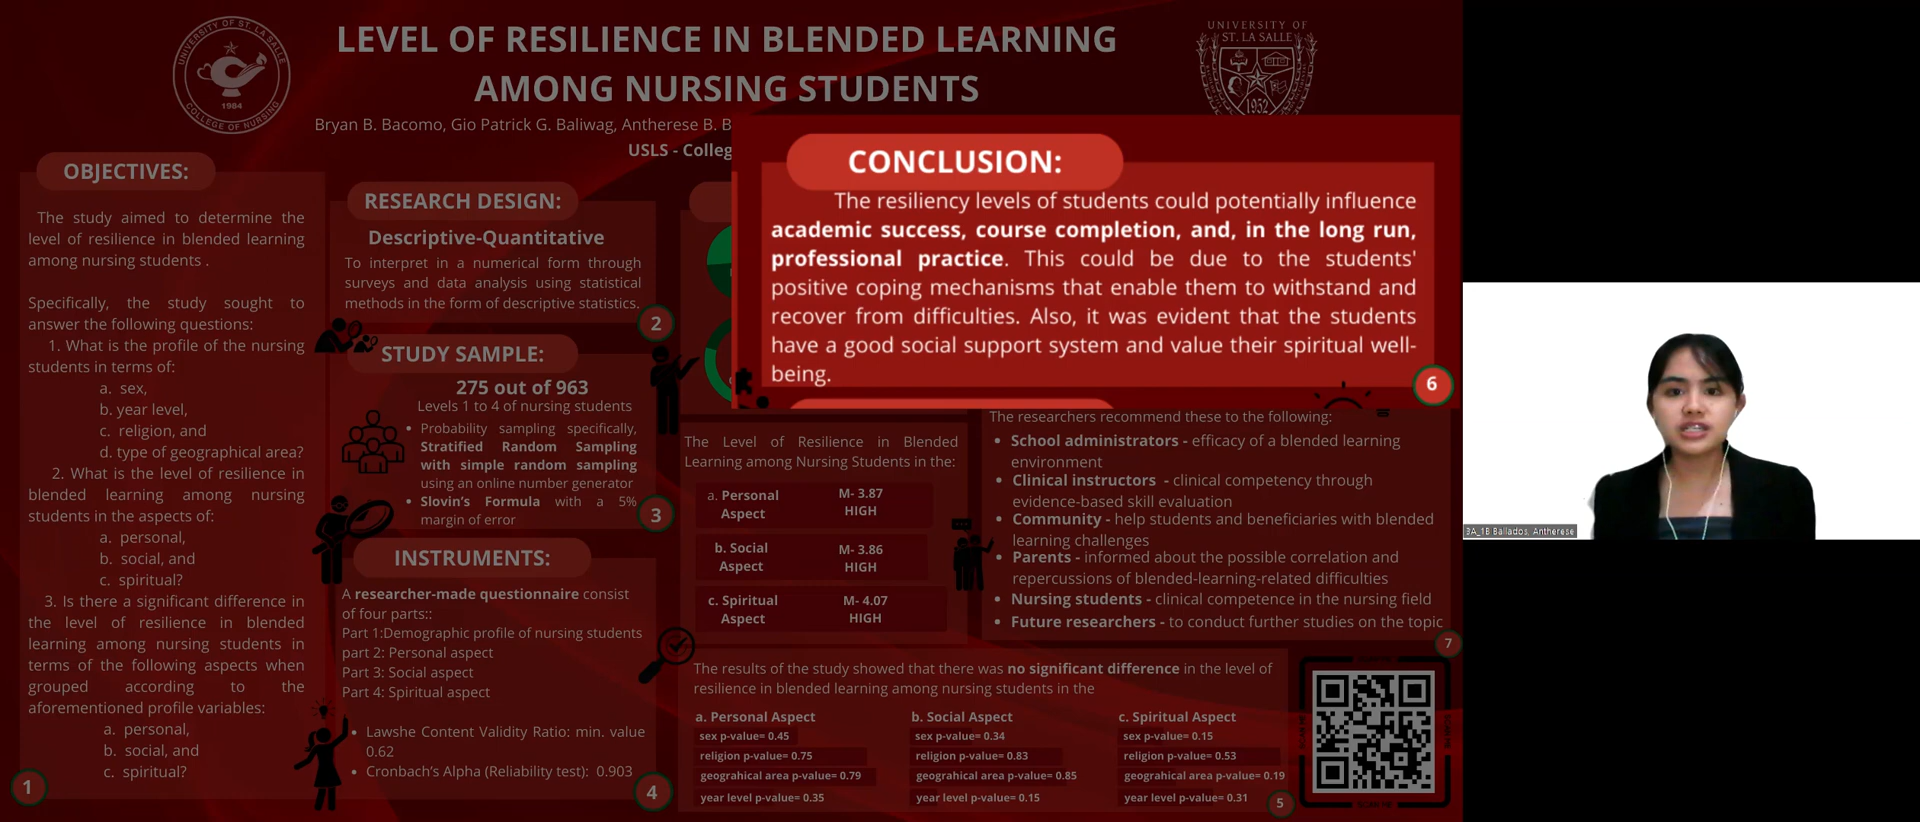 LEVEL OF RESILIENCE IN BLENDED LEARNING
AMONG NURSING STUDENTS
UNIVERSITY OF ST. LA SALLE
1984
COLLEGE OF NURSING
UNIVERSITY OF
ST. LA SALLE
1952
Bryan B. Bacomo, Gio Patrick G. Baliwag, Antherese B. B
USLS - Colleg
OBJECTIVES:
The study aimed to determine the
level of resilience in blended learning
among nursing students .
Specifically, the study sought to
answer the following questions:
1. What is the profile of the nursing
students in terms of:
a. sex,
b. year level,
c. religion, and
d. type of geographical area?
2. What is the level of resilience in
blended learning among nursing
students in the aspects of:
a. personal,
b. social, and
c. spiritual?
3. Is there a significant difference in
the level of resilience in blended
learning among nursing students in
terms of the following aspects when
grouped according to the
aforementioned profile variables:
a. personal,
b. social, and
c. spiritual?
1
RESEARCH DESIGN:
Descriptive-Quantitative
To interpret in a numerical form through
surveys and data analysis using statistical
methods in the form of descriptive statistics.
2
STUDY SAMPLE:
275 out of 963
Levels 1 to 4 of nursing students
• Probability sampling specifically,
Stratified Random Sampling
with simple random sampling
using an online number generator
• Slovin's Formula with a 5%
margin of error
3
INSTRUMENTS:
A researcher-made questionnaire consist
of four parts::
Part 1:Demographic profile of nursing students
part 2: Personal aspect
Part 3: Social aspect
Part 4: Spiritual aspect
• Lawshe Content Validity Ratio: min. value
0.62
• Cronbach's Alpha (Reliability test): 0.903
4
CONCLUSION:
The resiliency levels of students could potentially influence
academic success, course completion, and, in the long run,
professional practice. This could be due to the students'
positive coping mechanisms that enable them to withstand and
recover from difficulties. Also, it was evident that the students
have a good social support system and value their spiritual well-
being.
6
The Level of Resilience in Blended
Learning among Nursing Students in the:
a. Personal
Aspect
M- 3.87
HIGH
b. Social
Aspect
M- 3.86
HIGH
c. Spiritual
Aspect
M- 4.07
HIGH
The researchers recommend these to the following:
• School administrators - efficacy of a blended learning
environment
• Clinical instructors - clinical competency through
evidence-based skill evaluation
• Community - help students and beneficiaries with blended
learning challenges
• Parents - informed about the possible correlation and
repercussions of blended-learning-related difficulties
• Nursing students - clinical competence in the nursing field
• Future researchers - to conduct further studies on the topic
7
The results of the study showed that there was no significant difference in the level of
resilience in blended learning among nursing students in the
a. Personal Aspect
sex p-value= 0.45
religion p-value= 0.75
geograhical area p-value= 0.79
year level p-value= 0.35
b. Social Aspect
sex p-value= 0.34
religion p-value= 0.83
geograhical area p-value= 0.85
year level p-value= 0.15
c. Spiritual Aspect
sex p-value= 0.15
religion p-value= 0.53
geograhical area p-value= 0.19
year level p-value= 0.31
5
SCAN ME
3A_1B Ballados, Antherese